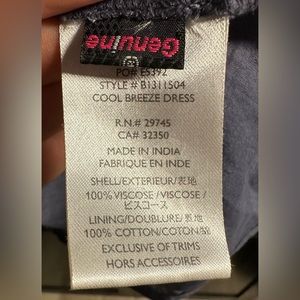 Genuine
PO# E5392
STYLE # B1311504
COOL BREEZE DRESS
R.N.# 29745
CA# 32350
MADE IN INDIA
FABRIQUE EN INDE
SHELL/EXTERIEUR/表地
100% VISCOSE / VISCOSE /
ビスコース
LINING/DOUBLURE/裏地
100% COTTON/COTON/綿
EXCLUSIVE OF TRIMS
HORS ACCESSOIRES